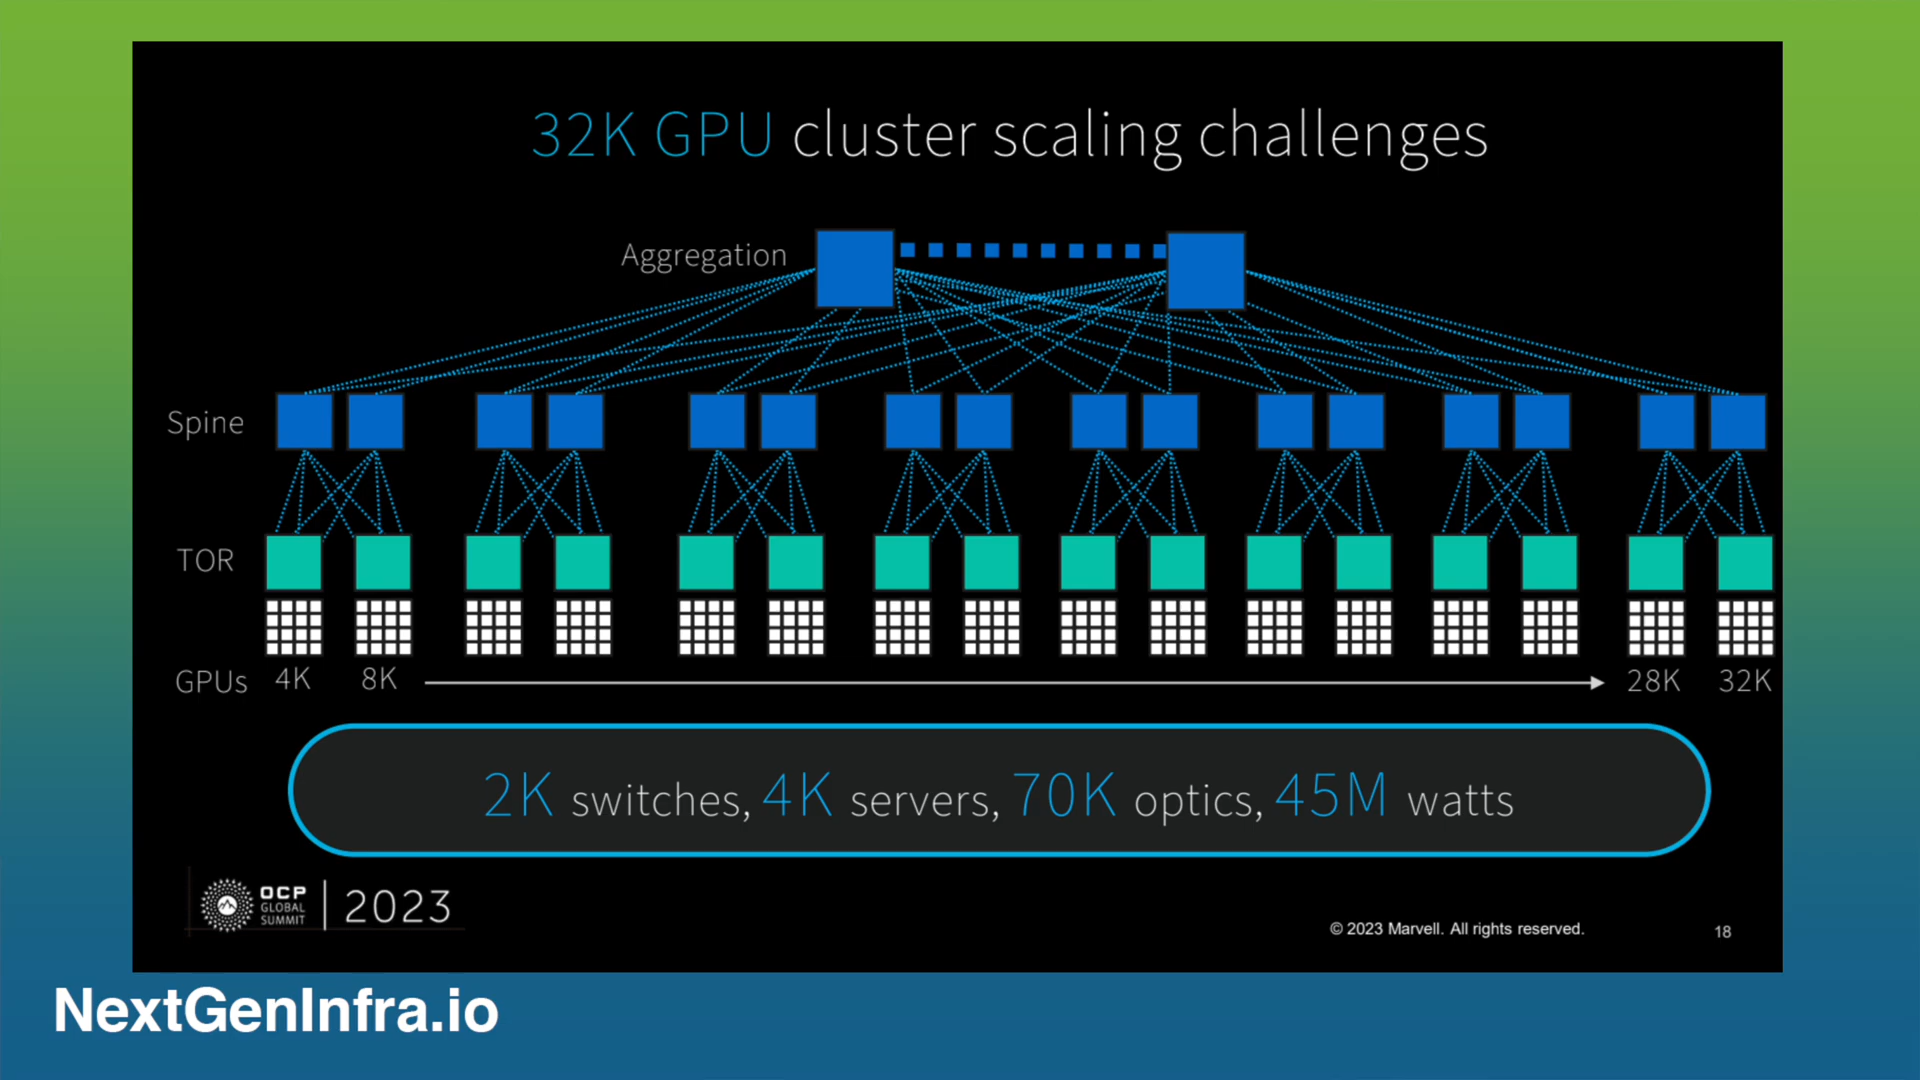 32K GPU cluster scaling challenges
Aggregation
Spine
TOR
GPUs 4K 8K 28K 32K
2K switches, 4K servers, 70K optics, 45M watts
OCP
GLOBAL
SUMMIT
2023
© 2023 Marvell. All rights reserved.
18
NextGenInfra.io